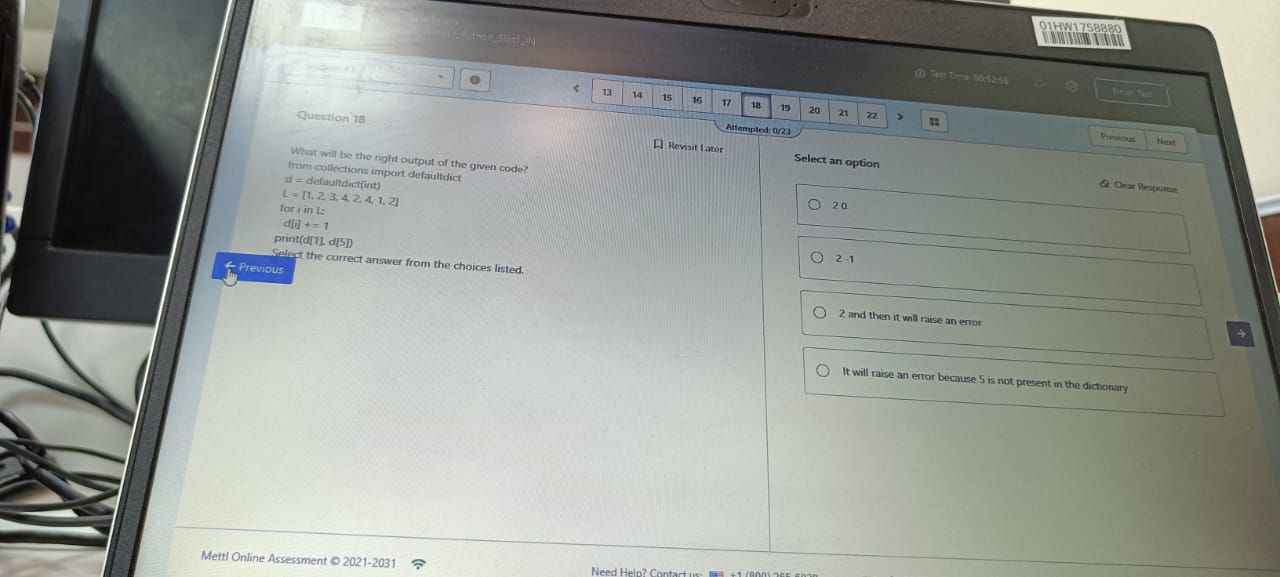 01HW1758880
Test Time: 00:52:55
Finish Test
13 14 15 16 17 18 19 20 21 22
Attempted: 0/23
Previous Next
Question 18
Revisit Later
What will be the right output of the given code?
from collections import defaultdict
d = defaultdict(int)
L = [1, 2, 3, 4, 2, 4, 1, 2]
for i in L:
d[i] += 1
print(d[1], d[5])
Select the correct answer from the choices listed.
Previous
Select an option
Clear Response
2 0
2 -1
2 and then it will raise an error
It will raise an error because 5 is not present in the dictionary
Mettl Online Assessment © 2021-2031
Need Help? Contact us: